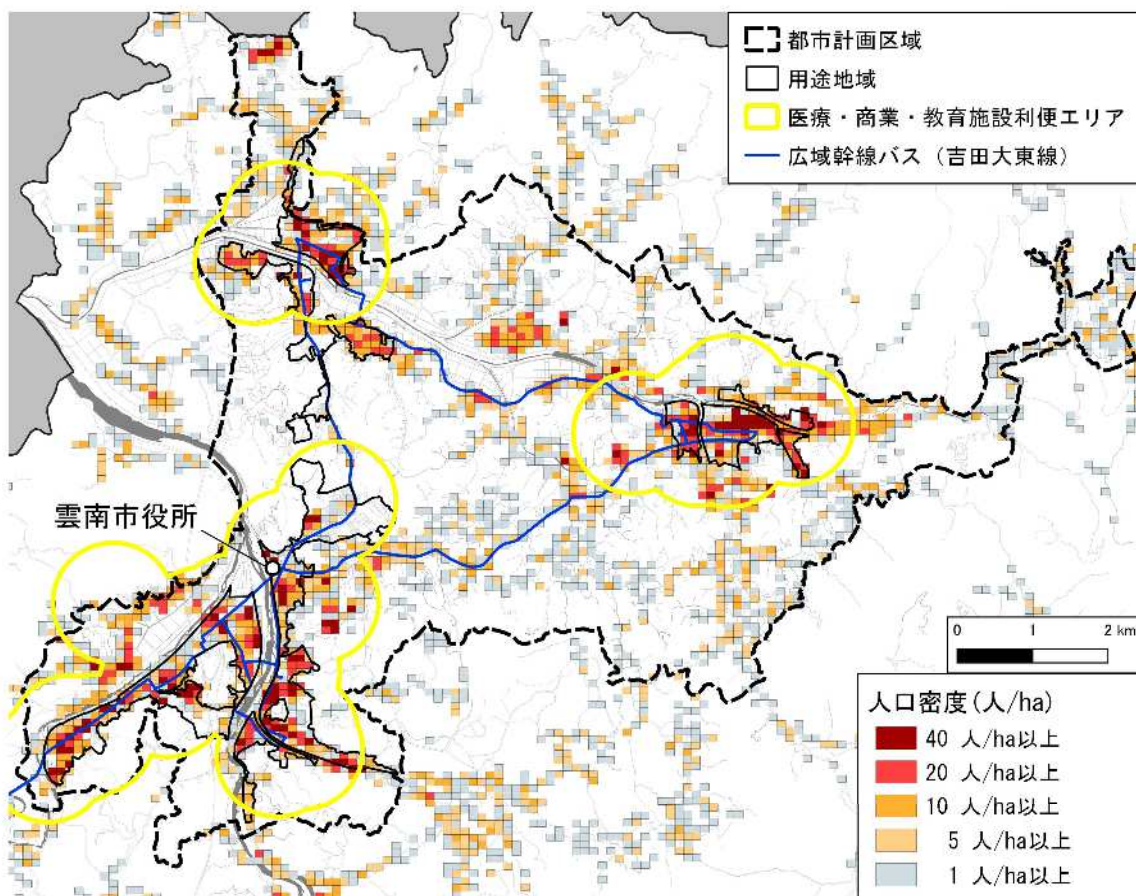 都市計画区域
用途地域
医療・商業・教育施設利便エリア
広域幹線バス（吉田大東線）
雲南市役所
0 1 2 km
人口密度(人/ha)
40 人/ha以上
20 人/ha以上
10 人/ha以上
5 人/ha以上
1 人/ha以上